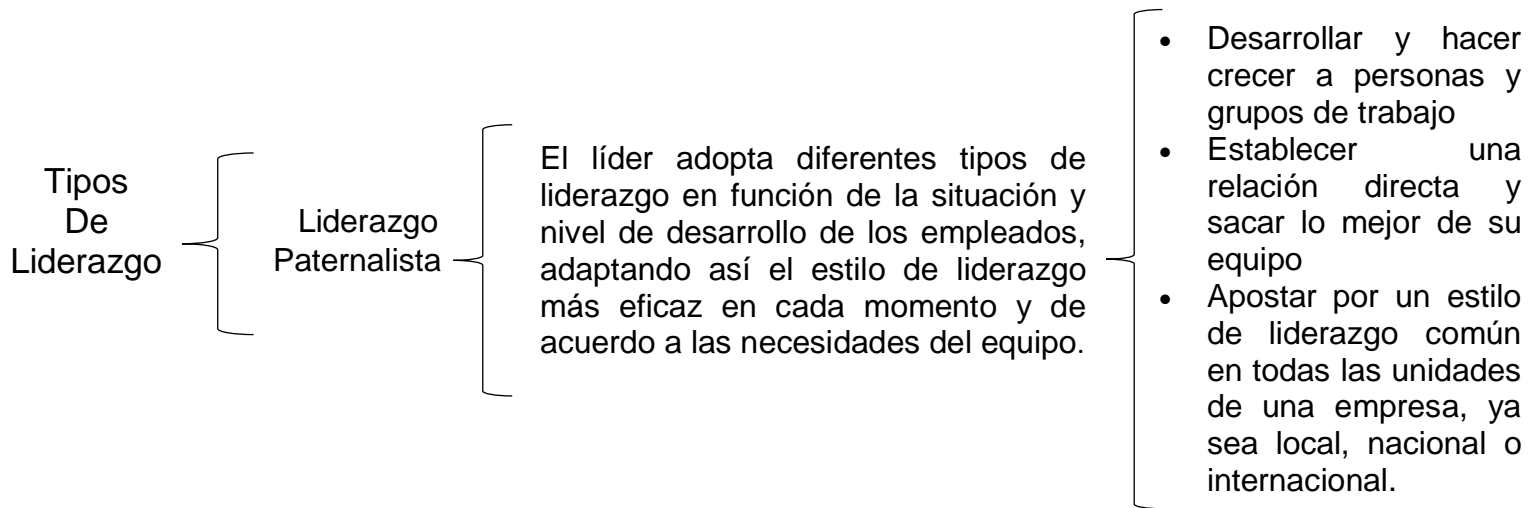 Tipos
De
Liderazgo
Liderazgo
Paternalista
El líder adopta diferentes tipos de
liderazgo en función de la situación y
nivel de desarrollo de los empleados,
adaptando así el estilo de liderazgo
más eficaz en cada momento y de
acuerdo a las necesidades del equipo.
• Desarrollar y hacer
crecer a personas y
grupos de trabajo
• Establecer una
relación directa y
sacar lo mejor de su
equipo
• Apostar por un estilo
de liderazgo común
en todas las unidades
de una empresa, ya
sea local, nacional o
internacional.